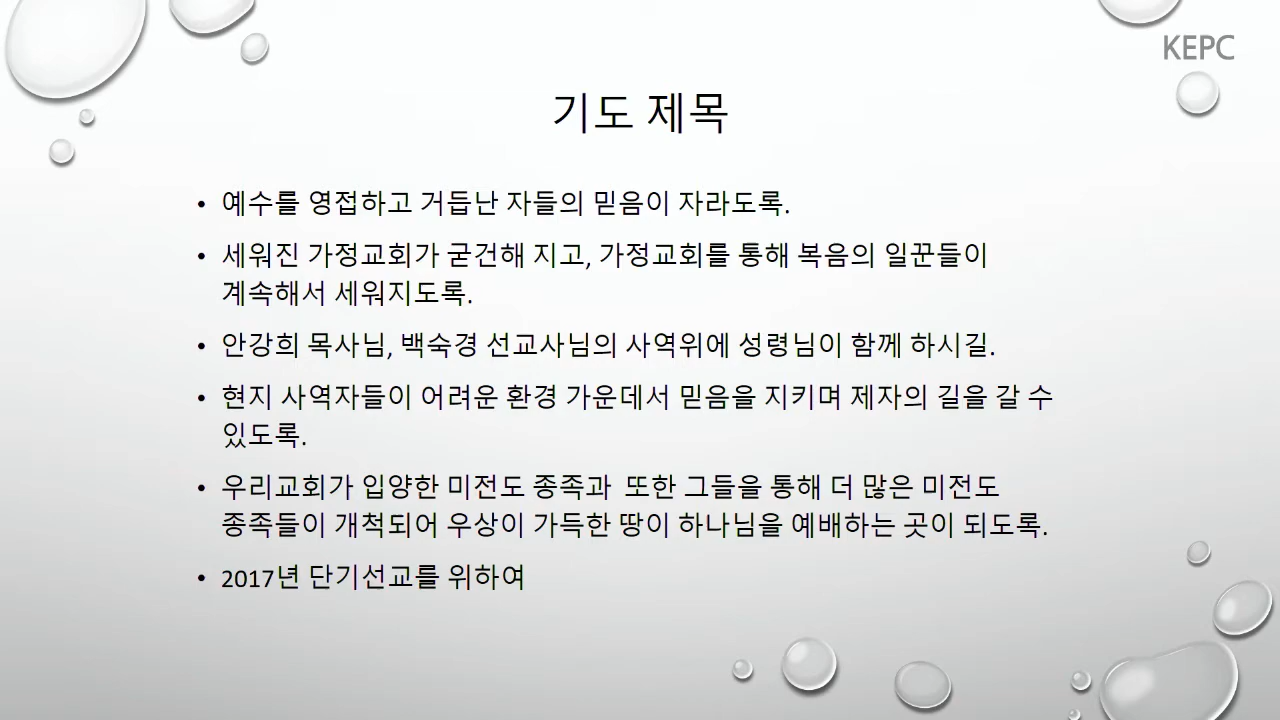 KEPC
기도 제목
• 예수를 영접하고 거듭난 자들의 믿음이 자라도록.
• 세워진 가정교회가 굳건해 지고, 가정교회를 통해 복음의 일꾼들이
계속해서 세워지도록.
• 안강희 목사님, 백숙경 선교사님의 사역위에 성령님이 함께 하시길.
• 현지 사역자들이 어려운 환경 가운데서 믿음을 지키며 제자의 길을 갈 수
있도록.
• 우리교회가 입양한 미전도 종족과 또한 그들을 통해 더 많은 미전도
종족들이 개척되어 우상이 가득한 땅이 하나님을 예배하는 곳이 되도록.
• 2017년 단기선교를 위하여